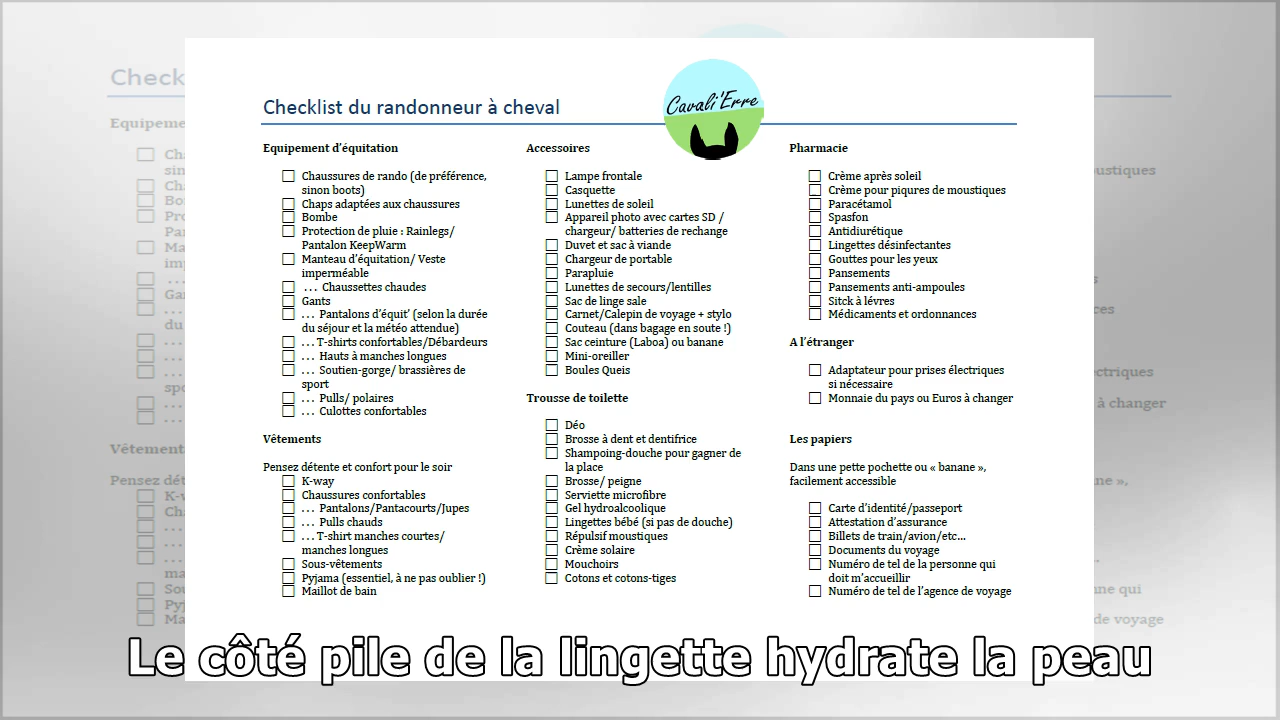 Checklist du randonneur à cheval
Cavali'Erre
Equipement d'équitation
Chaussures de rando (de préférence,
sinon boots)
Chaps adaptées aux chaussures
Bombe
Protection de pluie : Rainlegs/
Pantalon KeepWarm
Manteau d'équitation/ Veste
imperméable
... Chaussettes chaudes
Gants
... Pantalons d'équit' (selon la durée
du séjour et la météo attendue)
... T-shirts confortables/Débardeurs
... Hauts à manches longues
... Soutien-gorge/ brassières de
sport
... Pulls/ polaires
... Culottes confortables
Vêtements
Pensez détente et confort pour le soir
K-way
Chaussures confortables
... Pantalons/Pantacourts/Jupes
... Pulls chauds
... T-shirt manches courtes/
manches longues
Sous-vêtements
Pyjama (essentiel, à ne pas oublier !)
Maillot de bain
Accessoires
Lampe frontale
Casquette
Lunettes de soleil
Appareil photo avec cartes SD /
chargeur/ batteries de rechange
Duvet et sac à viande
Chargeur de portable
Parapluie
Lunettes de secours/lentilles
Sac de linge sale
Carnet/Calepin de voyage + stylo
Couteau (dans bagage en soute !)
Sac ceinture (Laboa) ou banane
Mini-oreiller
Boules Queis
Trousse de toilette
Déo
Brosse à dent et dentifrice
Shampoing-douche pour gagner de
la place
Brosse/ peigne
Serviette microfibre
Gel hydroalcoolique
Lingettes bébé (si pas de douche)
Répulsif moustiques
Crème solaire
Mouchoirs
Cotons et cotons-tiges
Pharmacie
Crème après soleil
Crème pour piqures de moustiques
Paracétamol
Spasfon
Antidiurétique
Lingettes désinfectantes
Gouttes pour les yeux
Pansements
Pansements anti-ampoules
Sitck à lévres
Médicaments et ordonnances
A l'étranger
Adaptateur pour prises électriques
si nécessaire
Monnaie du pays ou Euros à changer
Les papiers
Dans une pette pochette ou « banane »,
facilement accessible
Carte d'identité/passeport
Attestation d'assurance
Billets de train/avion/etc...
Documents du voyage
Numéro de tel de la personne qui
doit m'accueillir
Numéro de tel de l'agence de voyage
Le côté pile de la lingette hydrate la peau